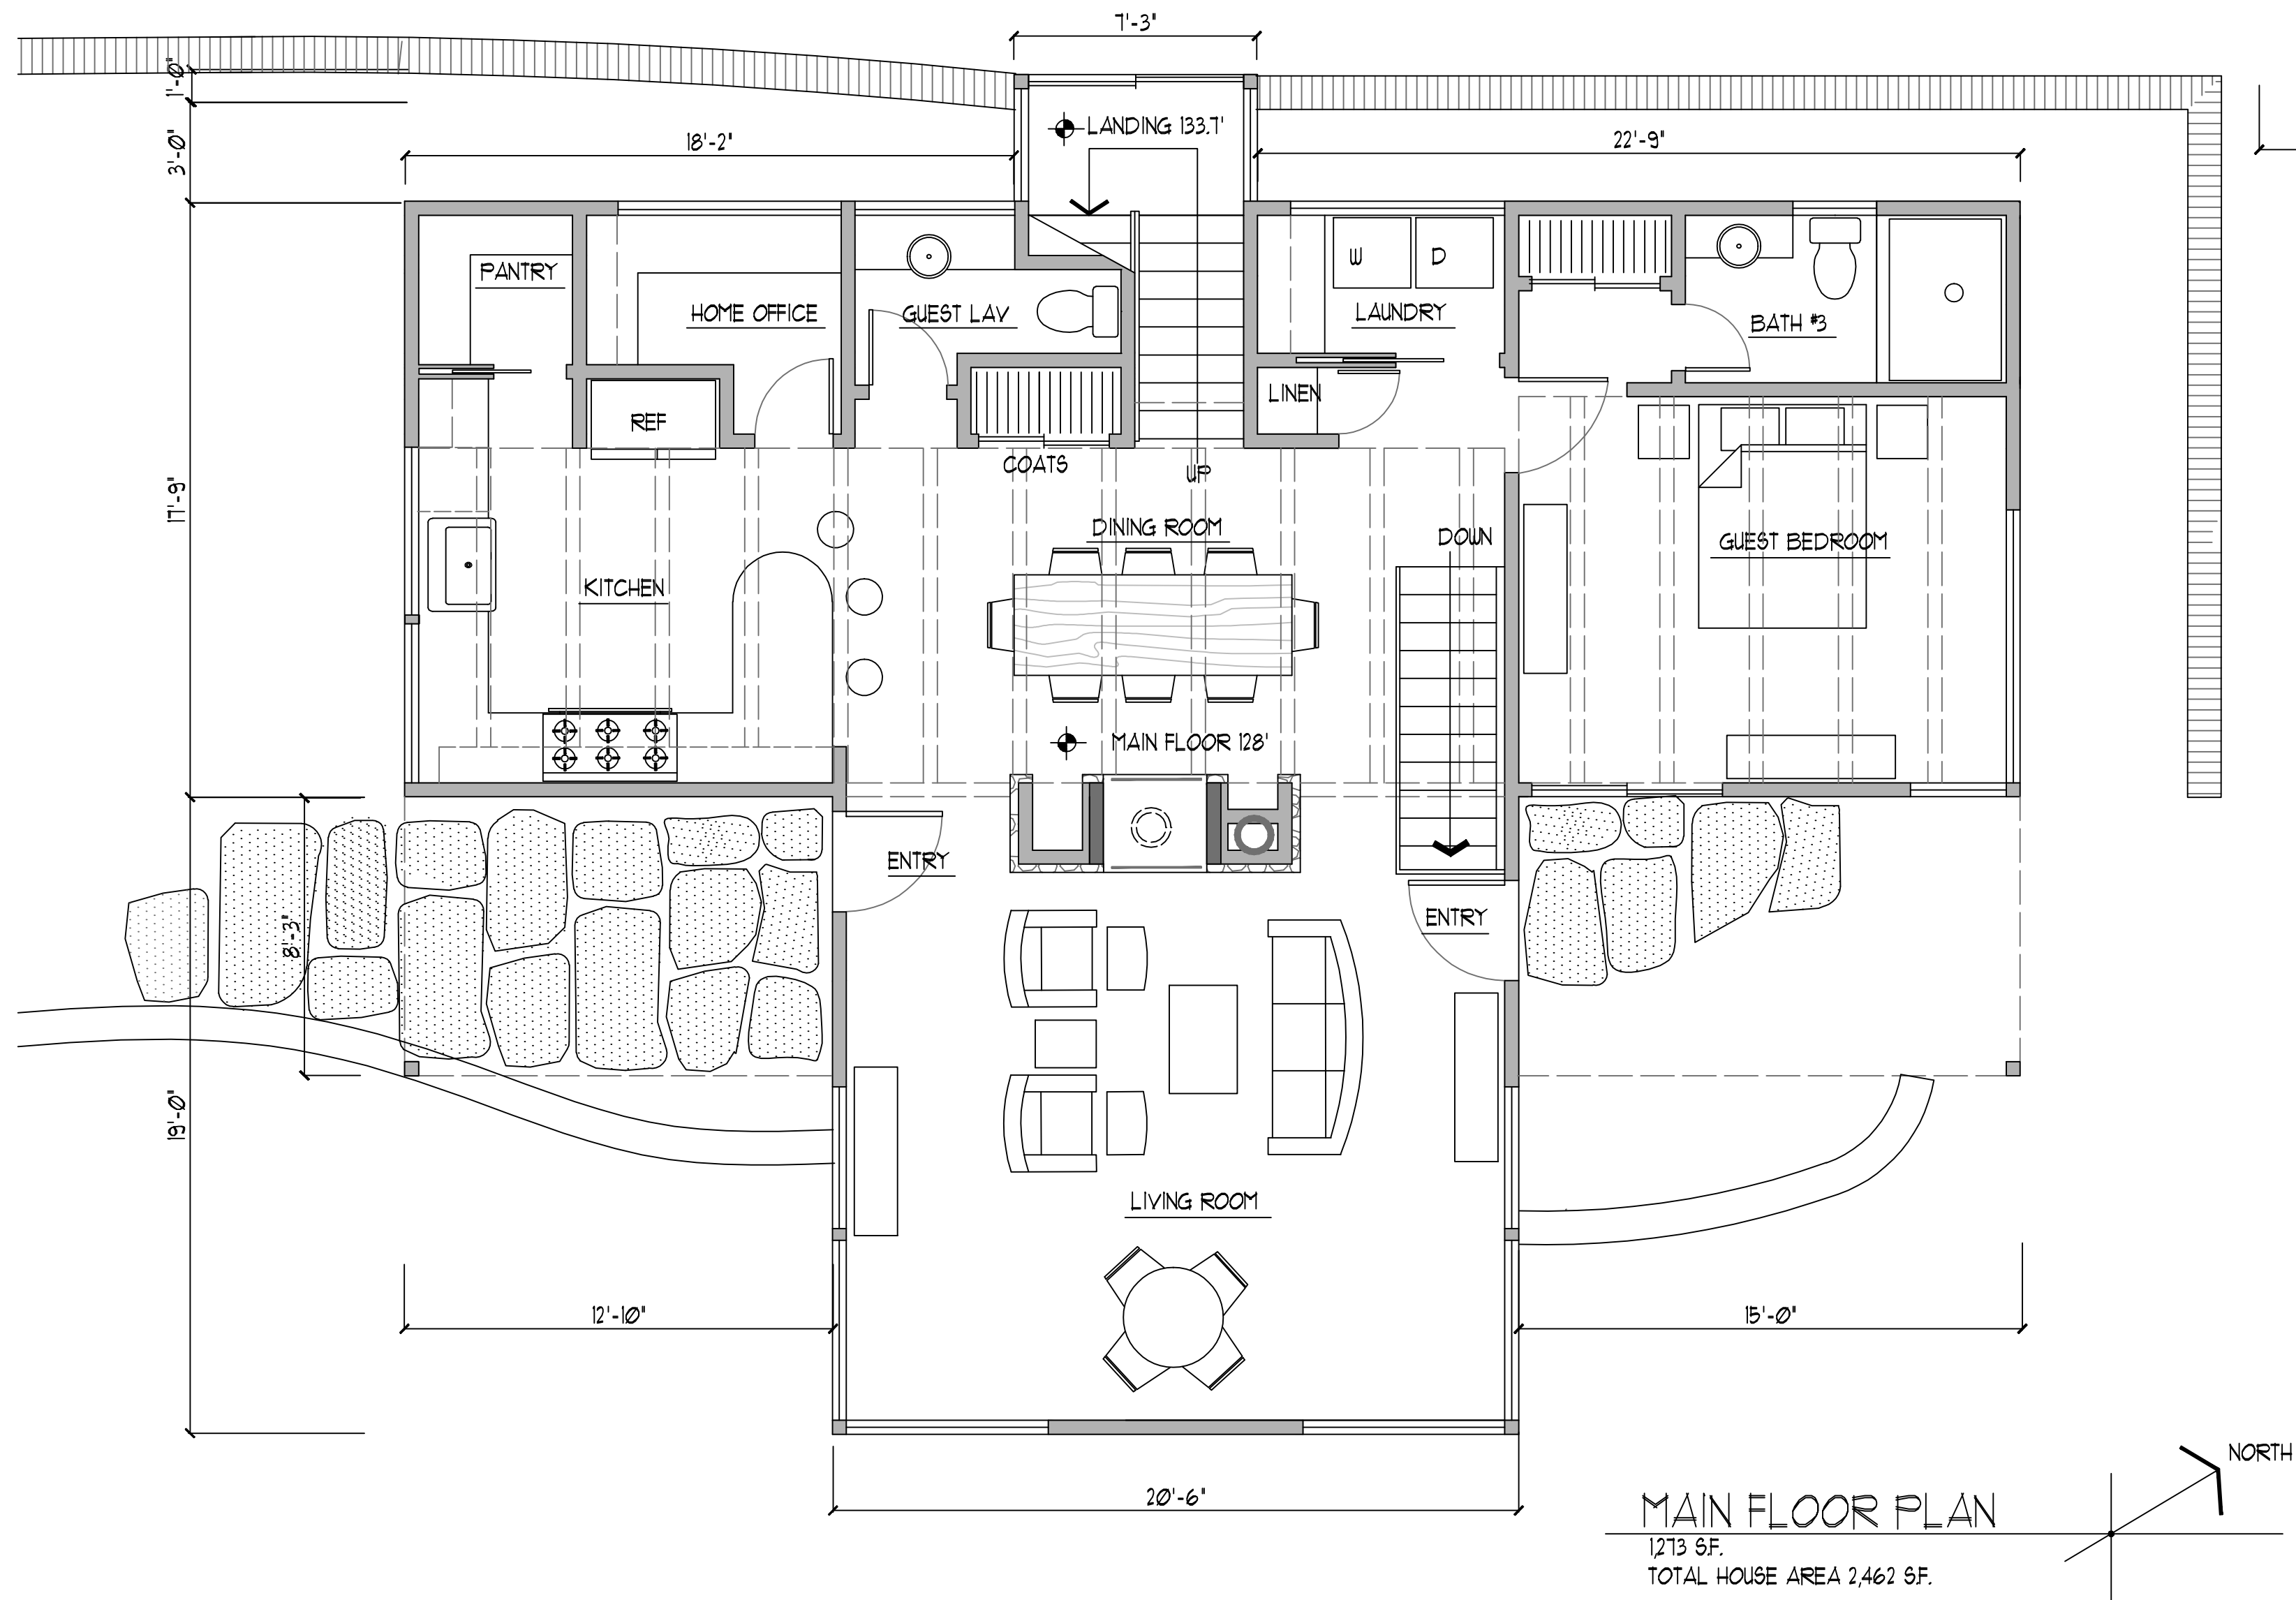 7'-3"
1'-0"
LANDING 133.7'
3'-0"
18'-2"
22'-9"
W
D
PANTRY
HOME OFFICE
GUEST LAV
LAUNDRY
BATH #3
LINEN
REF
COATS
UP
17'-9"
DINING ROOM
DOWN
GUEST BEDROOM
KITCHEN
MAIN FLOOR 128'
ENTRY
ENTRY
8'-3"
19'-0"
LIVING ROOM
12'-10"
15'-0"
NORTH
20'-6"
MAIN FLOOR PLAN
1,273 S.F.
TOTAL HOUSE AREA 2,462 S.F.